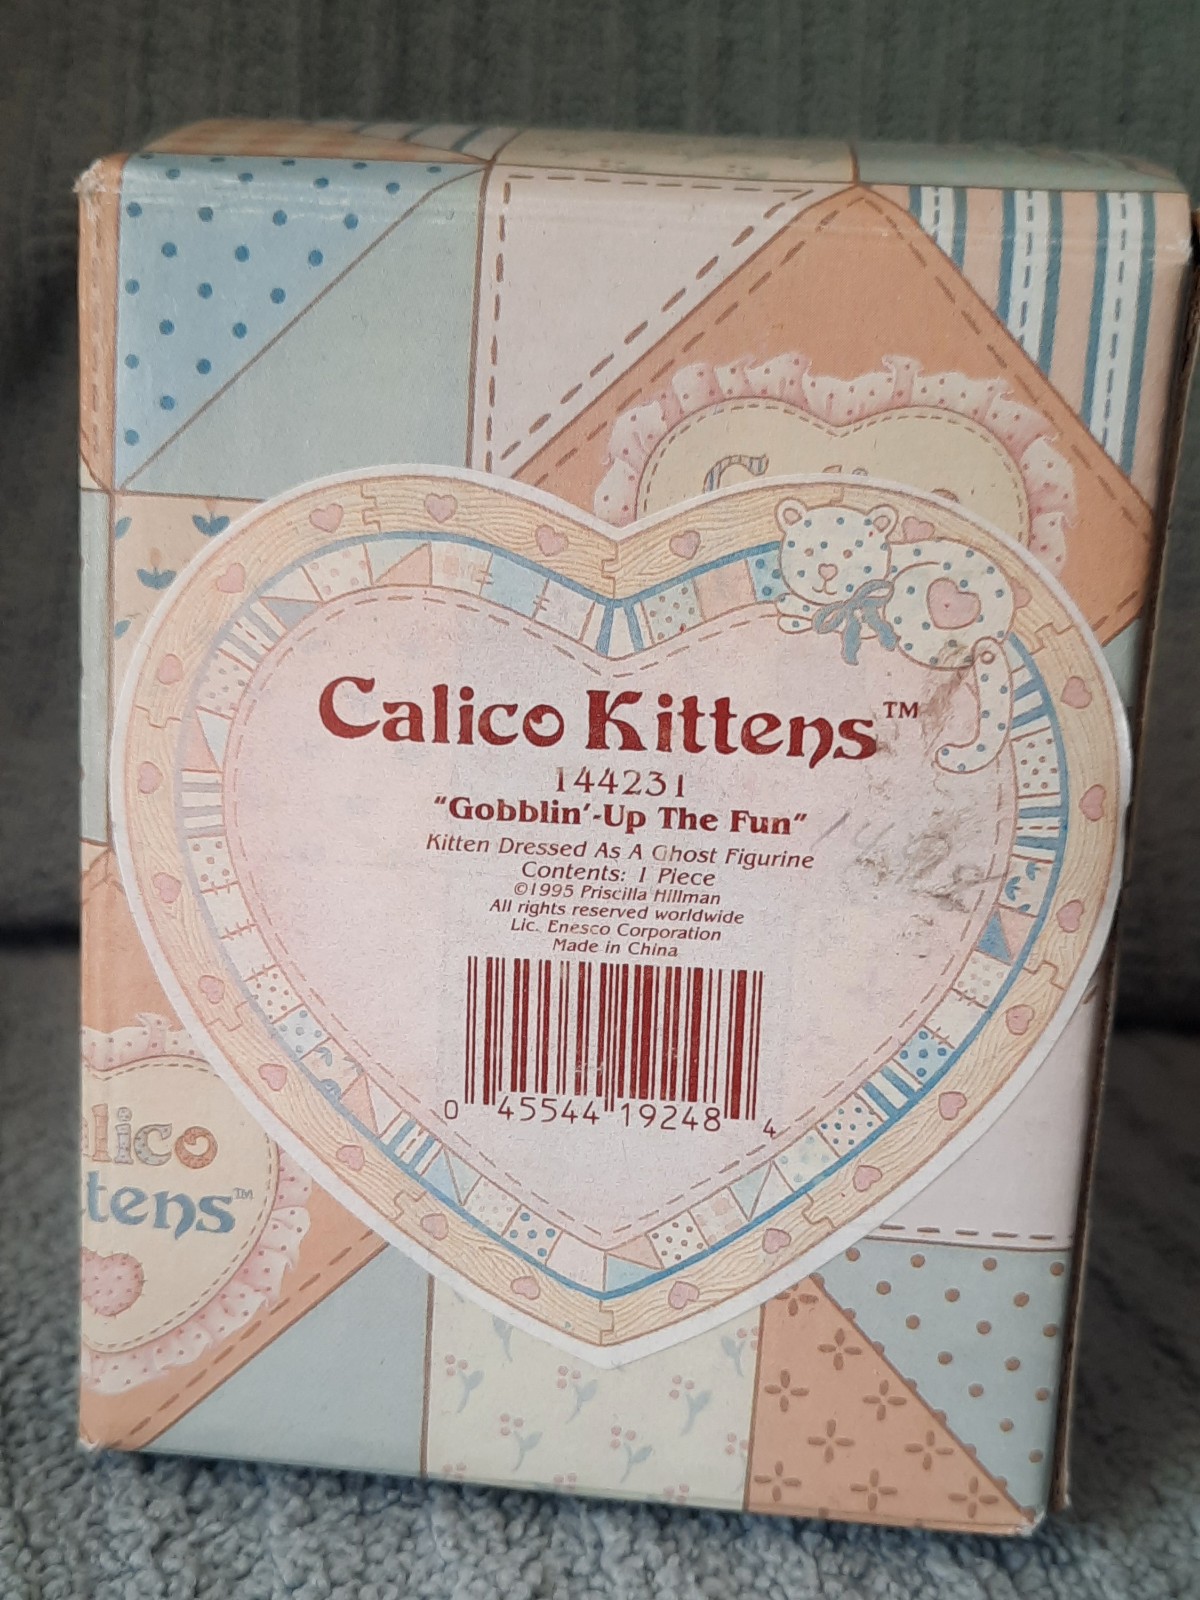 Calico Kittens™
144231
"Gobblin'-Up The Fun"
Kitten Dressed As A Ghost Figurine
Contents: 1 Piece
©1995 Priscilla Hillman
All rights reserved worldwide
Lic. Enesco Corporation
Made in China
0 45544 19248 4
lico
tens™